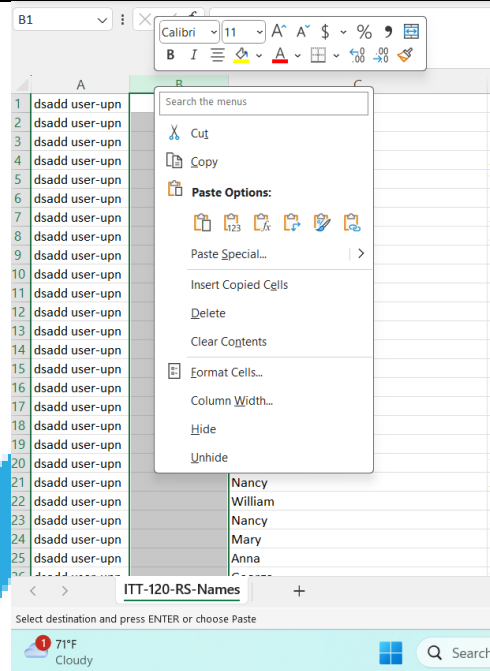 B1
Calibri 11 A^ A˅ $ % 9
B I A .00 .00
A B C
Search the menus
1 dsadd user-upn
Cut
2 dsadd user-upn
3 dsadd user-upn
Copy
4 dsadd user-upn
5 dsadd user-upn
Paste Options:
6 dsadd user-upn
7 dsadd user-upn
123 fx
8 dsadd user-upn
9 dsadd user-upn
Paste Special...
10 dsadd user-upn
11 dsadd user-upn
Insert Copied Cells
12 dsadd user-upn
Delete
13 dsadd user-upn
14 dsadd user-upn
Clear Contents
15 dsadd user-upn
Format Cells...
16 dsadd user-upn
17 dsadd user-upn
Column Width...
18 dsadd user-upn
Hide
19 dsadd user-upn
20 dsadd user-upn
Unhide
21 dsadd user-upn Nancy
22 dsadd user-upn William
23 dsadd user-upn Nancy
24 dsadd user-upn Mary
25 dsadd user-upn Anna
ITT-120-RS-Names +
Select destination and press ENTER or choose Paste
1 71°F
Cloudy
Search